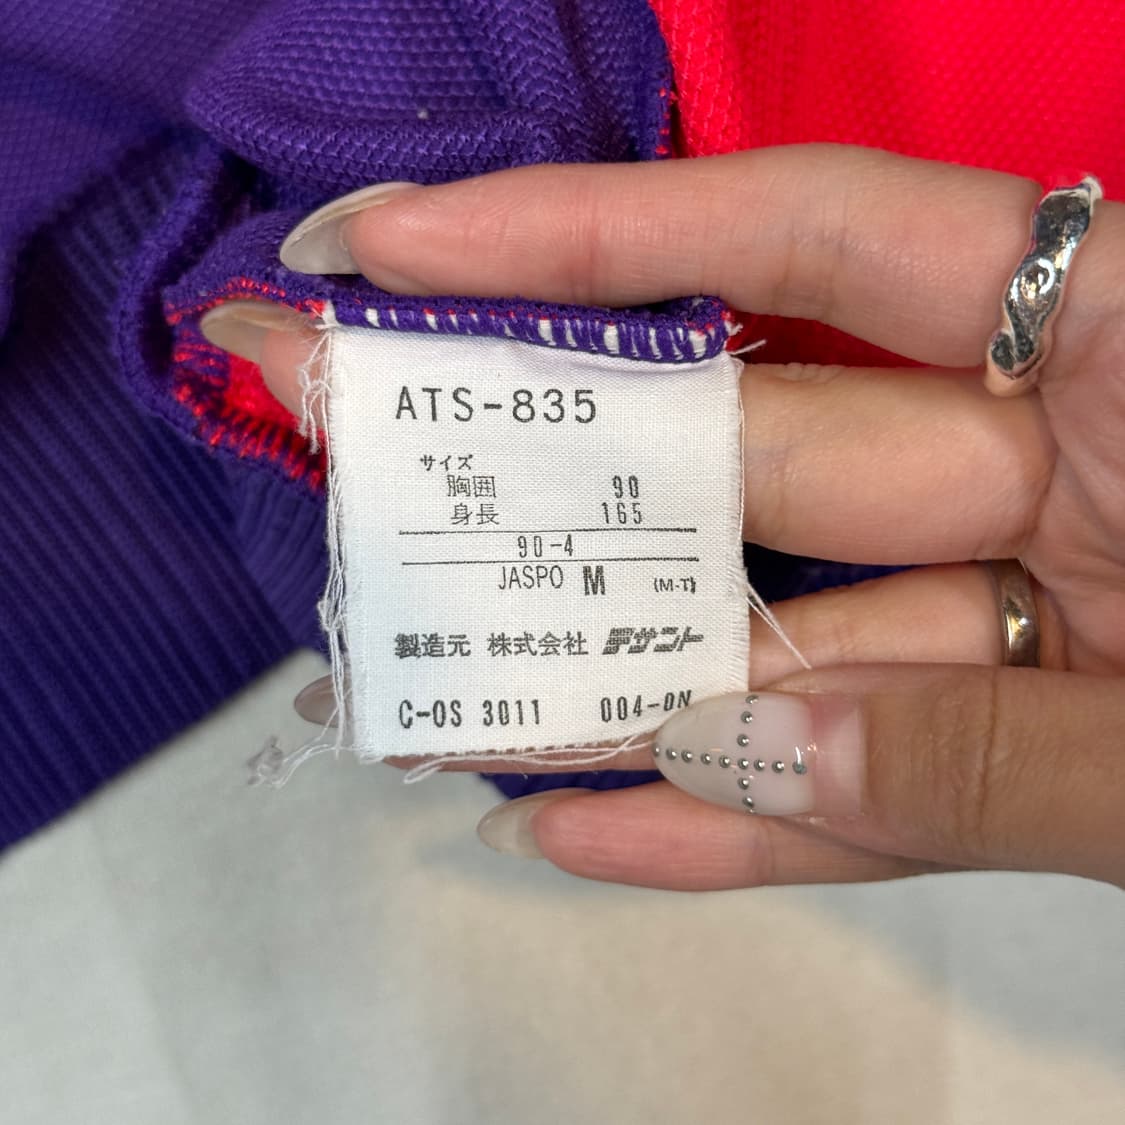 ATS-835
サイズ
胸囲 90
身長 165
90-4
JASPO M (M-T)
製造元 株式会社 デサント
C-OS 3011 004-0N